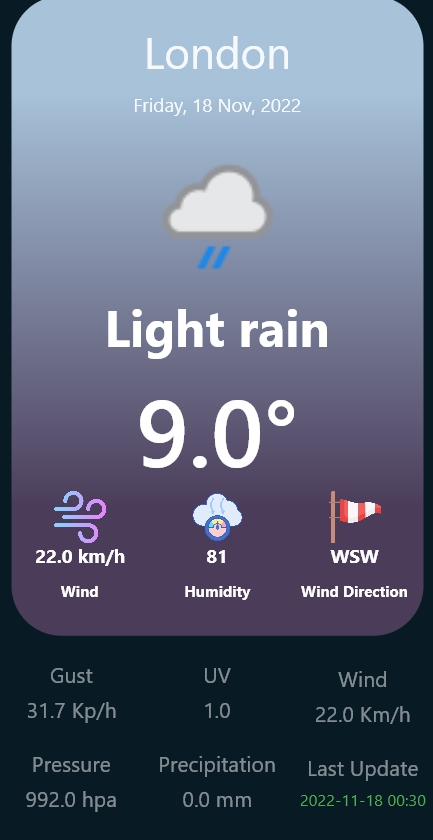 London
Friday, 18 Nov, 2022
Light rain
9.0°
22.0 km/h 81 WSW
Wind Humidity Wind Direction
Gust UV Wind
31.7 Kp/h 1.0 22.0 Km/h
Pressure Precipitation Last Update
992.0 hpa 0.0 mm 2022-11-18 00:30